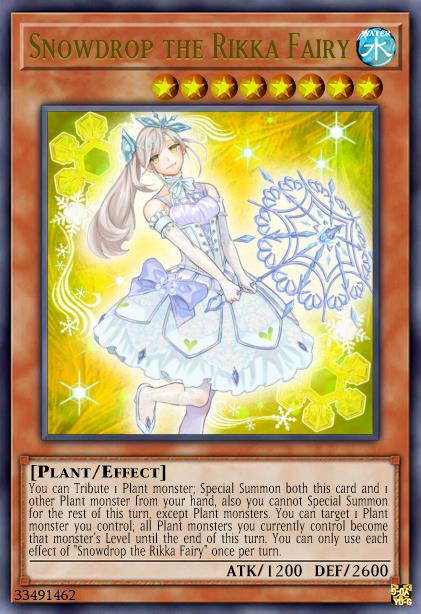 SNOWDROP THE RIKKA FAIRY
WATER
水
[PLANT/EFFECT]
You can Tribute 1 Plant monster; Special Summon both this card and 1
other Plant monster from your hand, also you cannot Special Summon
for the rest of this turn, except Plant monsters. You can target 1 Plant
monster you control; all Plant monsters you currently control become
that monster's Level until the end of this turn. You can only use each
effect of "Snowdrop the Rikka Fairy" once per turn.
ATK/1200 DEF/2600
33491462